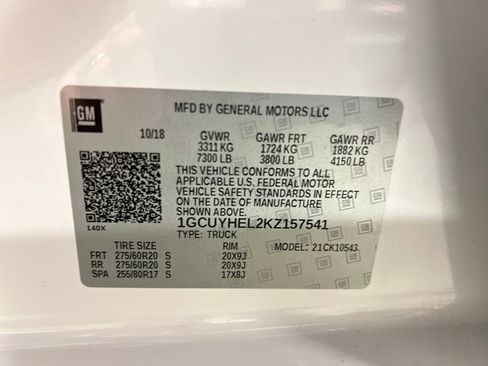 GM
MFD BY GENERAL MOTORS LLC
10/18 GVWR GAWR FRT GAWR RR
3311 KG 1724 KG 1882 KG
7300 LB 3800 LB 4150 LB
THIS VEHICLE CONFORMS TO ALL
APPLICABLE U.S. FEDERAL MOTOR
VEHICLE SAFETY STANDARDS IN EFFECT
ON THE DATE OF MANUFACTURE
SHOWN ABOVE.
140X 1GCUYHEL2KZ157541
TYPE: TRUCK MODEL: 21CK10543
TIRE SIZE RIM
FRT 275/60R20 S 20X9J
RR 275/60R20 S 20X9J
SPA 255/80R17 S 17X8J